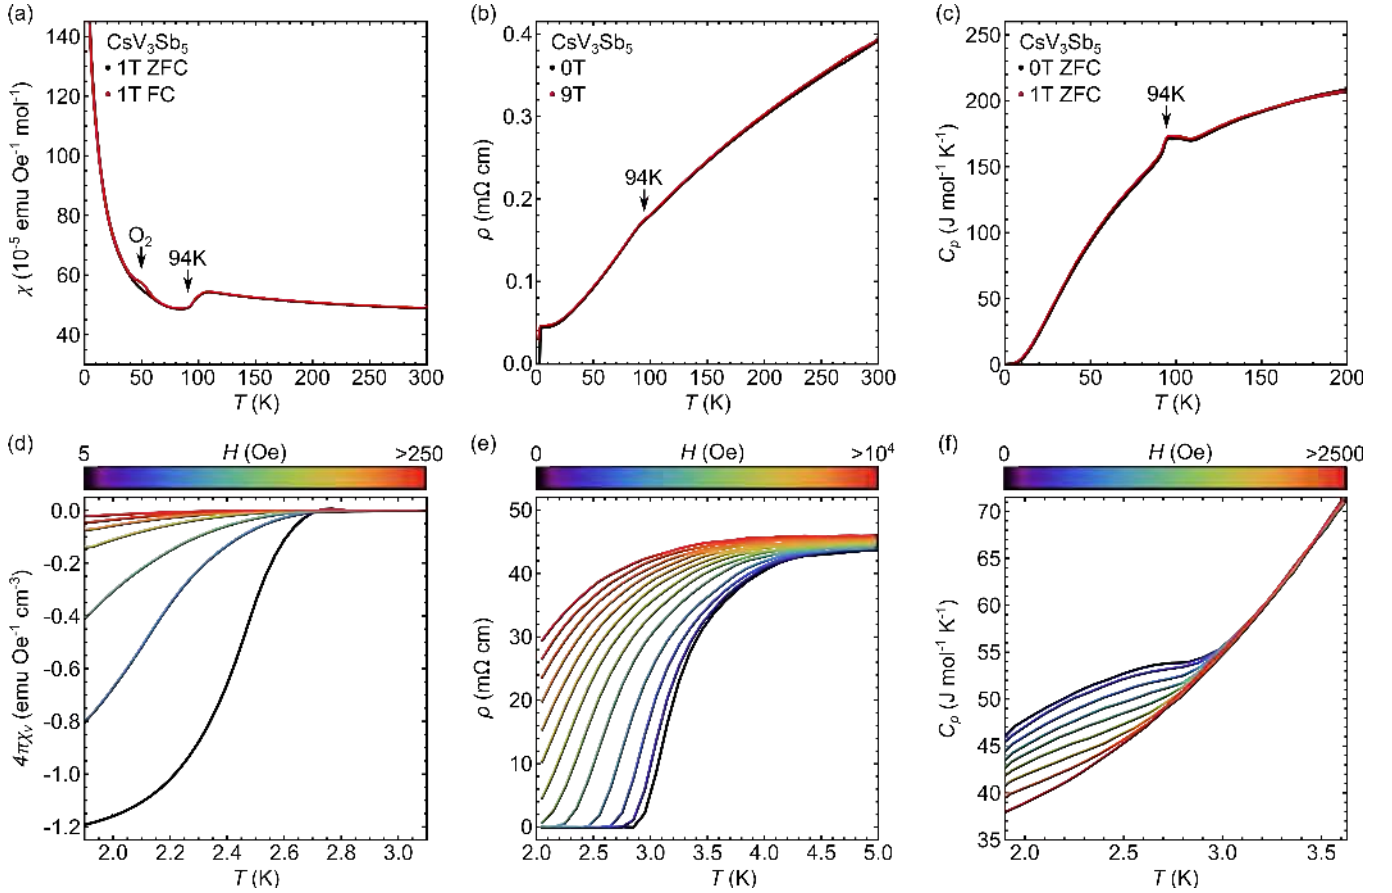 (a)
140
120
100
80
60
40
χ (10⁻⁵ emu Oe⁻¹ mol⁻¹)
CsV₃Sb₅
1T ZFC
1T FC
O₂
94K
0 50 100 150 200 250 300
T (K)
(b)
0.4
0.3
0.2
0.1
0.0
ρ (mΩ cm)
CsV₃Sb₅
0T
9T
94K
0 50 100 150 200 250 300
T (K)
(c)
250
200
150
100
50
0
Cₚ (J mol⁻¹ K⁻¹)
CsV₃Sb₅
0T ZFC
1T ZFC
94K
0 50 100 150 200
T (K)
(d)
5 H (Oe) >250
0.0
-0.2
-0.4
-0.6
-0.8
-1.0
-1.2
4πχᵥ (emu Oe⁻¹ cm⁻³)
2.0 2.2 2.4 2.6 2.8 3.0
T (K)
(e)
0 H (Oe) >10⁴
50
40
30
20
10
0
ρ (mΩ cm)
2.0 2.5 3.0 3.5 4.0 4.5 5.0
T (K)
(f)
0 H (Oe) >2500
70
65
60
55
50
45
40
35
Cₚ (J mol⁻¹ K⁻¹)
2.0 2.5 3.0 3.5
T (K)